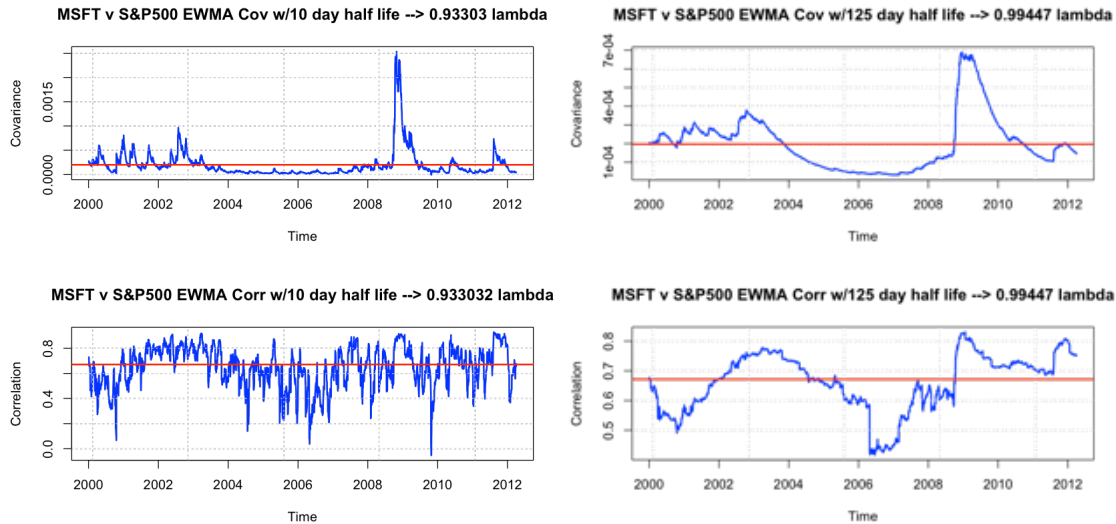 MSFT v S&P500 EWMA Cov w/10 day half life --> 0.93303 lambda
Covariance
0.0015
0.0000
2000 2002 2004 2006 2008 2010 2012
Time
MSFT v S&P500 EWMA Cov w/125 day half life --> 0.99447 lambda
Covariance
7e-04
4e-04
1e-04
2000 2002 2004 2006 2008 2010 2012
Time
MSFT v S&P500 EWMA Corr w/10 day half life --> 0.933032 lambda
Correlation
0.8
0.4
0.0
2000 2002 2004 2006 2008 2010 2012
Time
MSFT v S&P500 EWMA Corr w/125 day half life --> 0.99447 lambda
Correlation
0.8
0.7
0.6
0.5
2000 2002 2004 2006 2008 2010 2012
Time